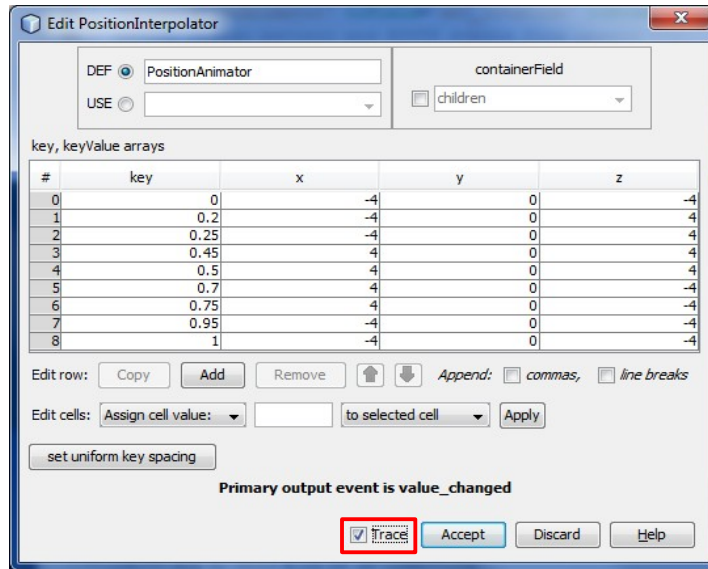 Edit PositionInterpolator
DEF PositionAnimator
containerField
USE
children
key, keyValue arrays
# key x y z
0 0 -4 0 -4
1 0.2 -4 0 4
2 0.25 -4 0 4
3 0.45 4 0 4
4 0.5 4 0 4
5 0.7 4 0 -4
6 0.75 4 0 -4
7 0.95 -4 0 -4
8 1 -4 0 -4
Edit row: Copy Add Remove Append: commas, line breaks
Edit cells: Assign cell value: to selected cell Apply
set uniform key spacing
Primary output event is value_changed
Trace Accept Discard Help